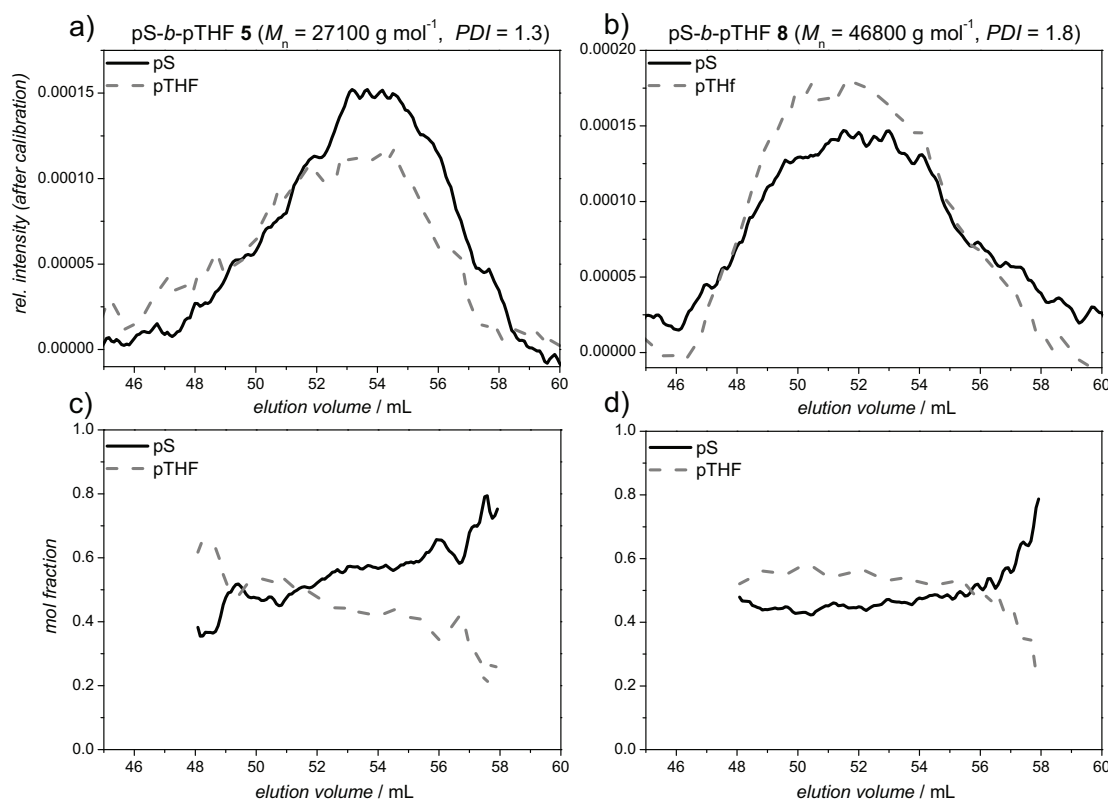 a) pS-b-pTHF 5 (Mn = 27100 g mol⁻¹, PDI = 1.3)
pS
pTHF
rel. intensity (after calibration)
0.00015
0.00010
0.00005
0.00000
46 48 50 52 54 56 58 60
elution volume / mL
b) pS-b-pTHF 8 (Mn = 46800 g mol⁻¹, PDI = 1.8)
pS
pTHf
0.00020
0.00015
0.00010
0.00005
0.00000
46 48 50 52 54 56 58 60
elution volume / mL
c)
pS
pTHF
mol fraction
1.0
0.8
0.6
0.4
0.2
0.0
46 48 50 52 54 56 58 60
elution volume / mL
d)
pS
pTHF
1.0
0.8
0.6
0.4
0.2
0.0
46 48 50 52 54 56 58 60
elution volume / mL